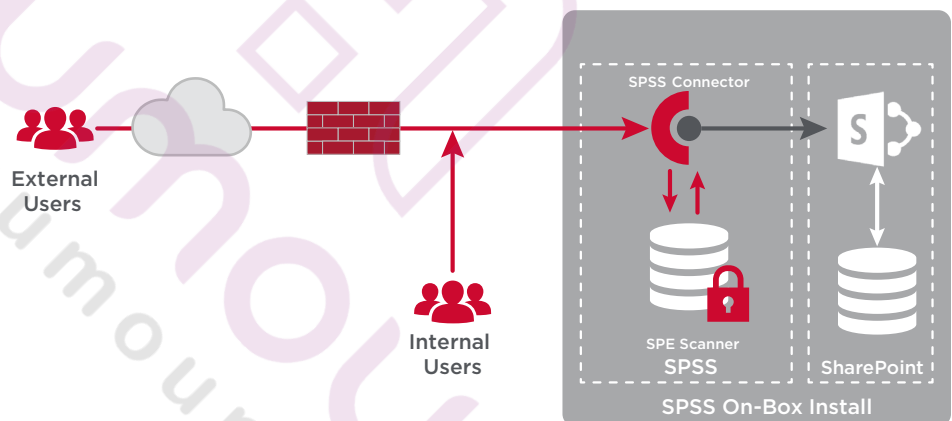 SPSS Connector
S
External
Users
Internal
Users
SPE Scanner
SPSS
SharePoint
SPSS On-Box Install